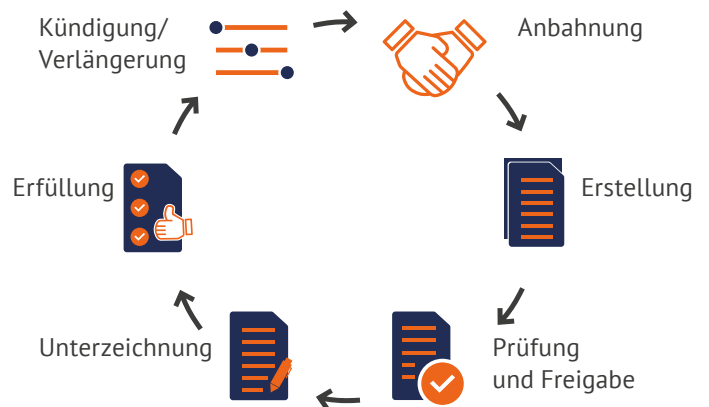 Kündigung/
Verlängerung
Anbahnung
Erfüllung
Erstellung
Unterzeichnung
Prüfung
und Freigabe